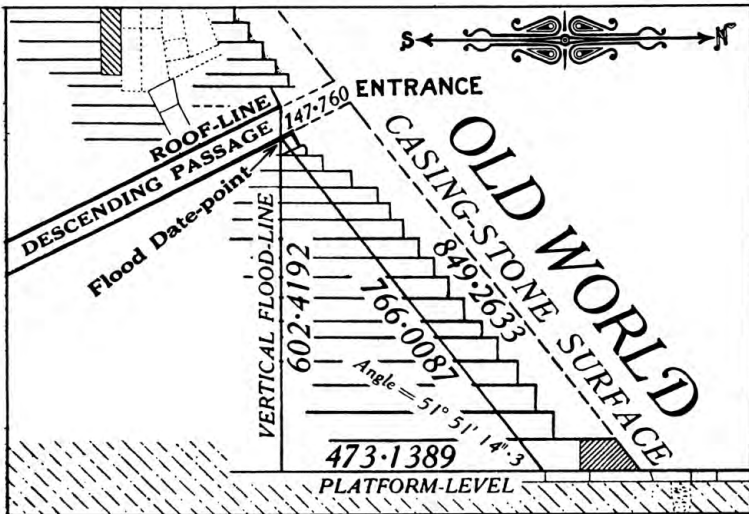 S N
ENTRANCE
147·760
ROOF-LINE
DESCENDING PASSAGE
Flood Date-point
OLD WORLD
CASING-STONE SURFACE
849·2633
766·0087
Angle = 51° 51' 14"·3
VERTICAL FLOOD-LINE
602·4192
473·1389
PLATFORM-LEVEL